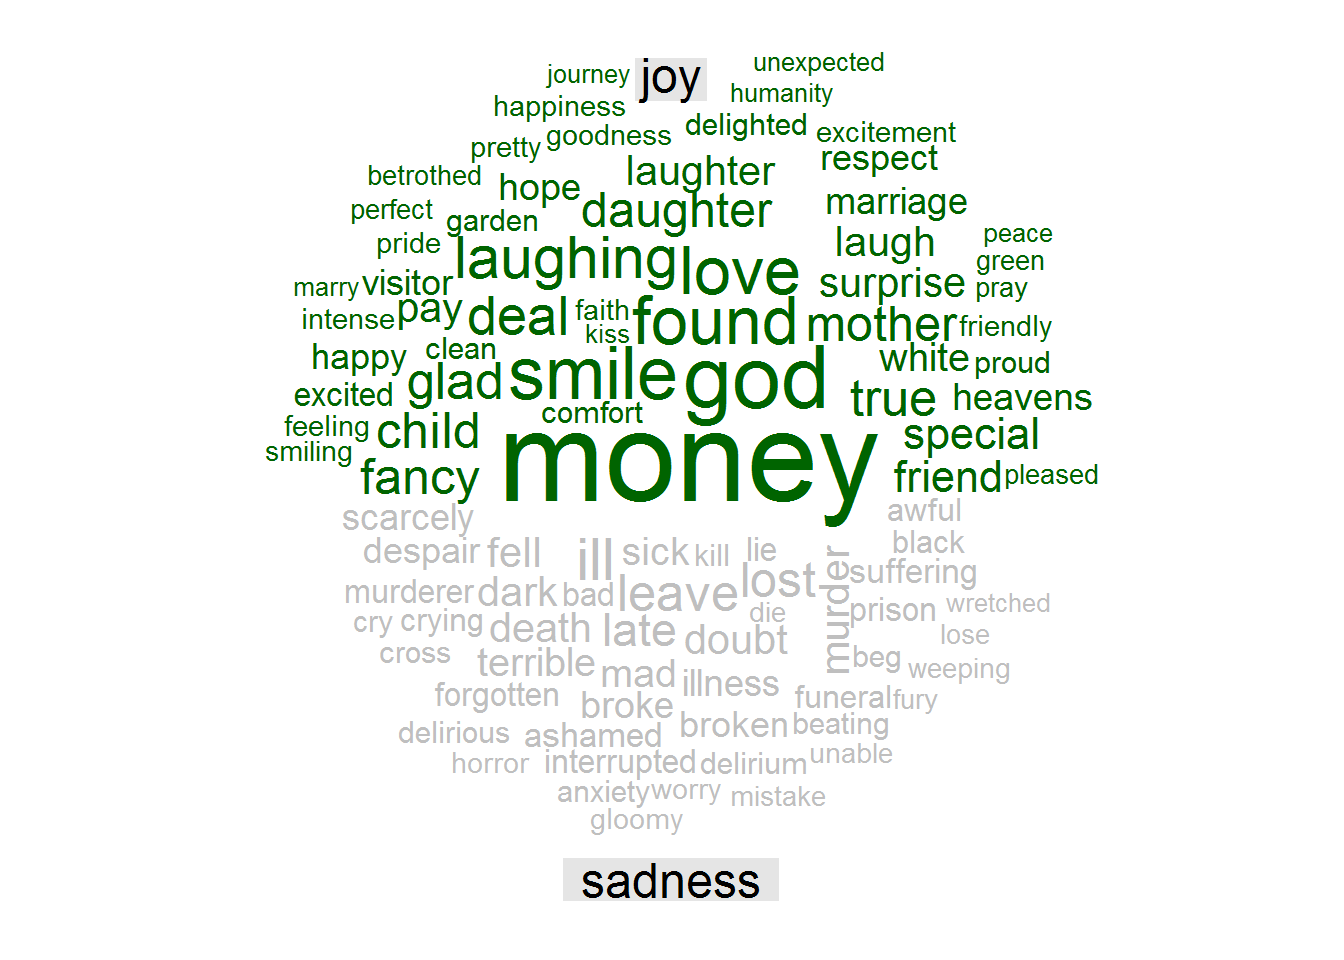 journey joy unexpected
happiness humanity
goodness delighted excitement
pretty laughter respect
betrothed hope daughter marriage
perfect garden laugh peace
pride laughing love green
marry visitor surprise pray
intense pay deal faith found mother friendly
kiss
happy clean smile god white proud
excited glad true heavens
feeling child comfort special
smiling money
fancy friend pleased
scarcely awful
despair fell ill sick kill lie black
murderer dark bad leave lost murder suffering
cry crying death late die prison wretched
cross doubt lose
terrible mad illness beg weeping
forgotten broke funeral fury
delirious ashamed broken beating
horror interrupted delirium unable
anxiety worry mistake
gloomy
sadness